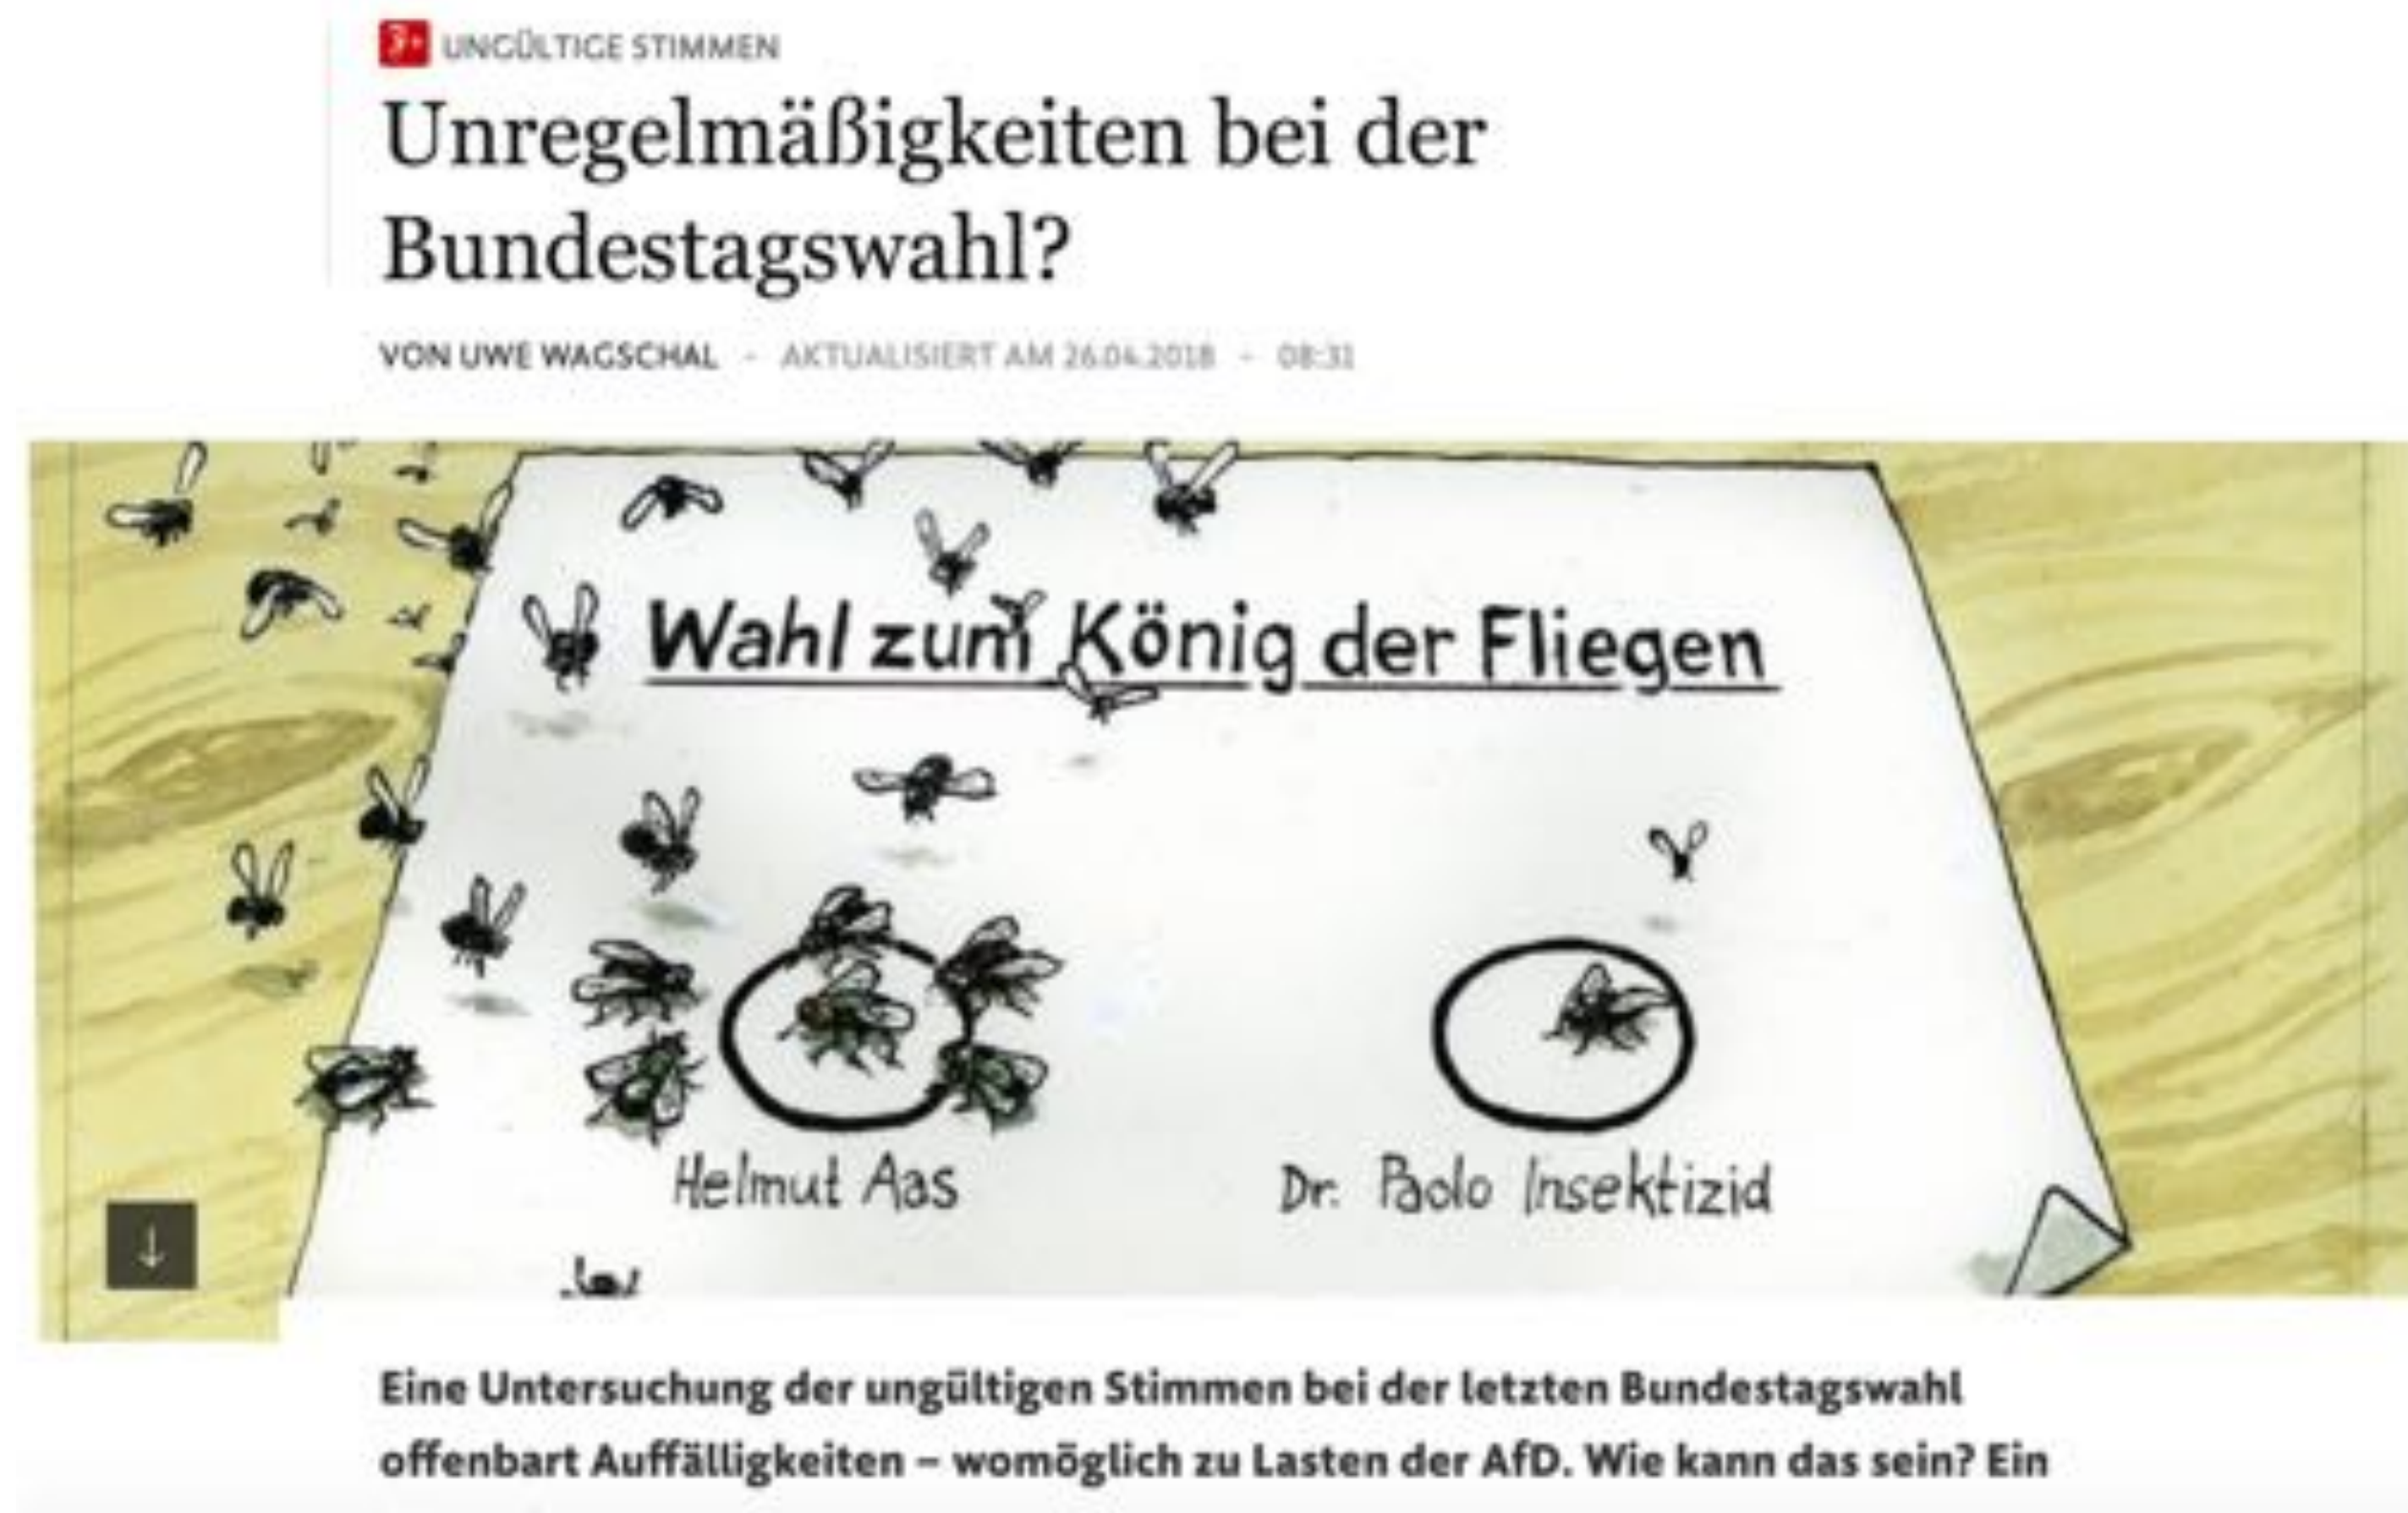 UNGÜLTIGE STIMMEN
Unregelmäßigkeiten bei der
Bundestagswahl?
VON UWE WAGSCHAL - AKTUALISIERT AM 26.04.2018 - 08:31
Wahl zum König der Fliegen
Helmut Aas
Dr. Paolo Insektizid
Eine Untersuchung der ungültigen Stimmen bei der letzten Bundestagswahl
offenbart Auffälligkeiten – womöglich zu Lasten der AfD. Wie kann das sein? Ein